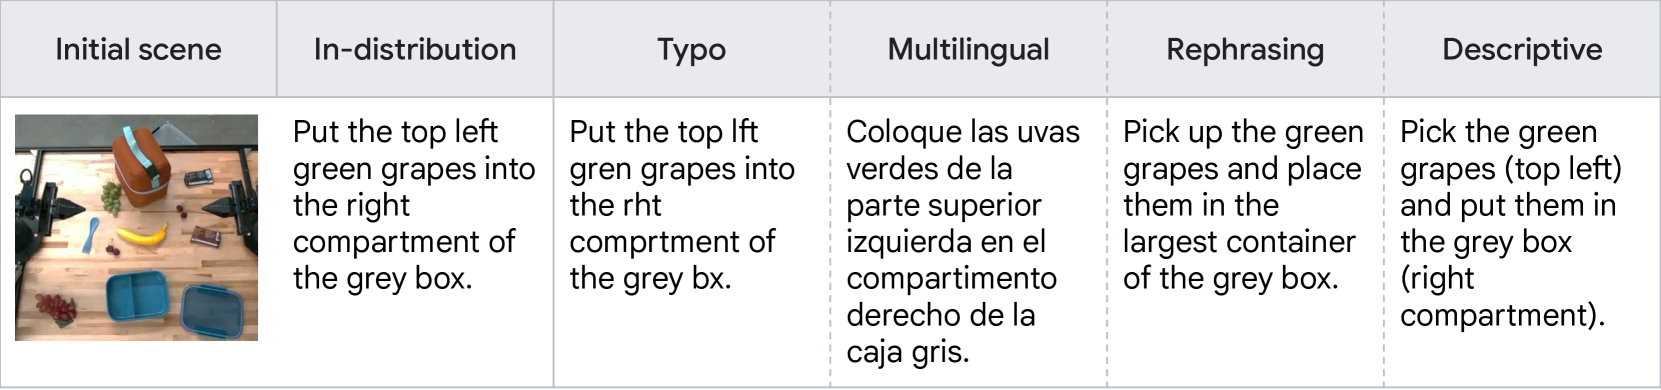 Initial scene
In-distribution
Typo
Multilingual
Rephrasing
Descriptive
Put the top left
green grapes into
the right
compartment of
the grey box.
Put the top lft
gren grapes into
the rht
comprtment of
the grey bx.
Coloque las uvas
verdes de la
parte superior
izquierda en el
compartimento
derecho de la
caja gris.
Pick up the green
grapes and place
them in the
largest container
of the grey box.
Pick the green
grapes (top left)
and put them in
the grey box
(right
compartment).